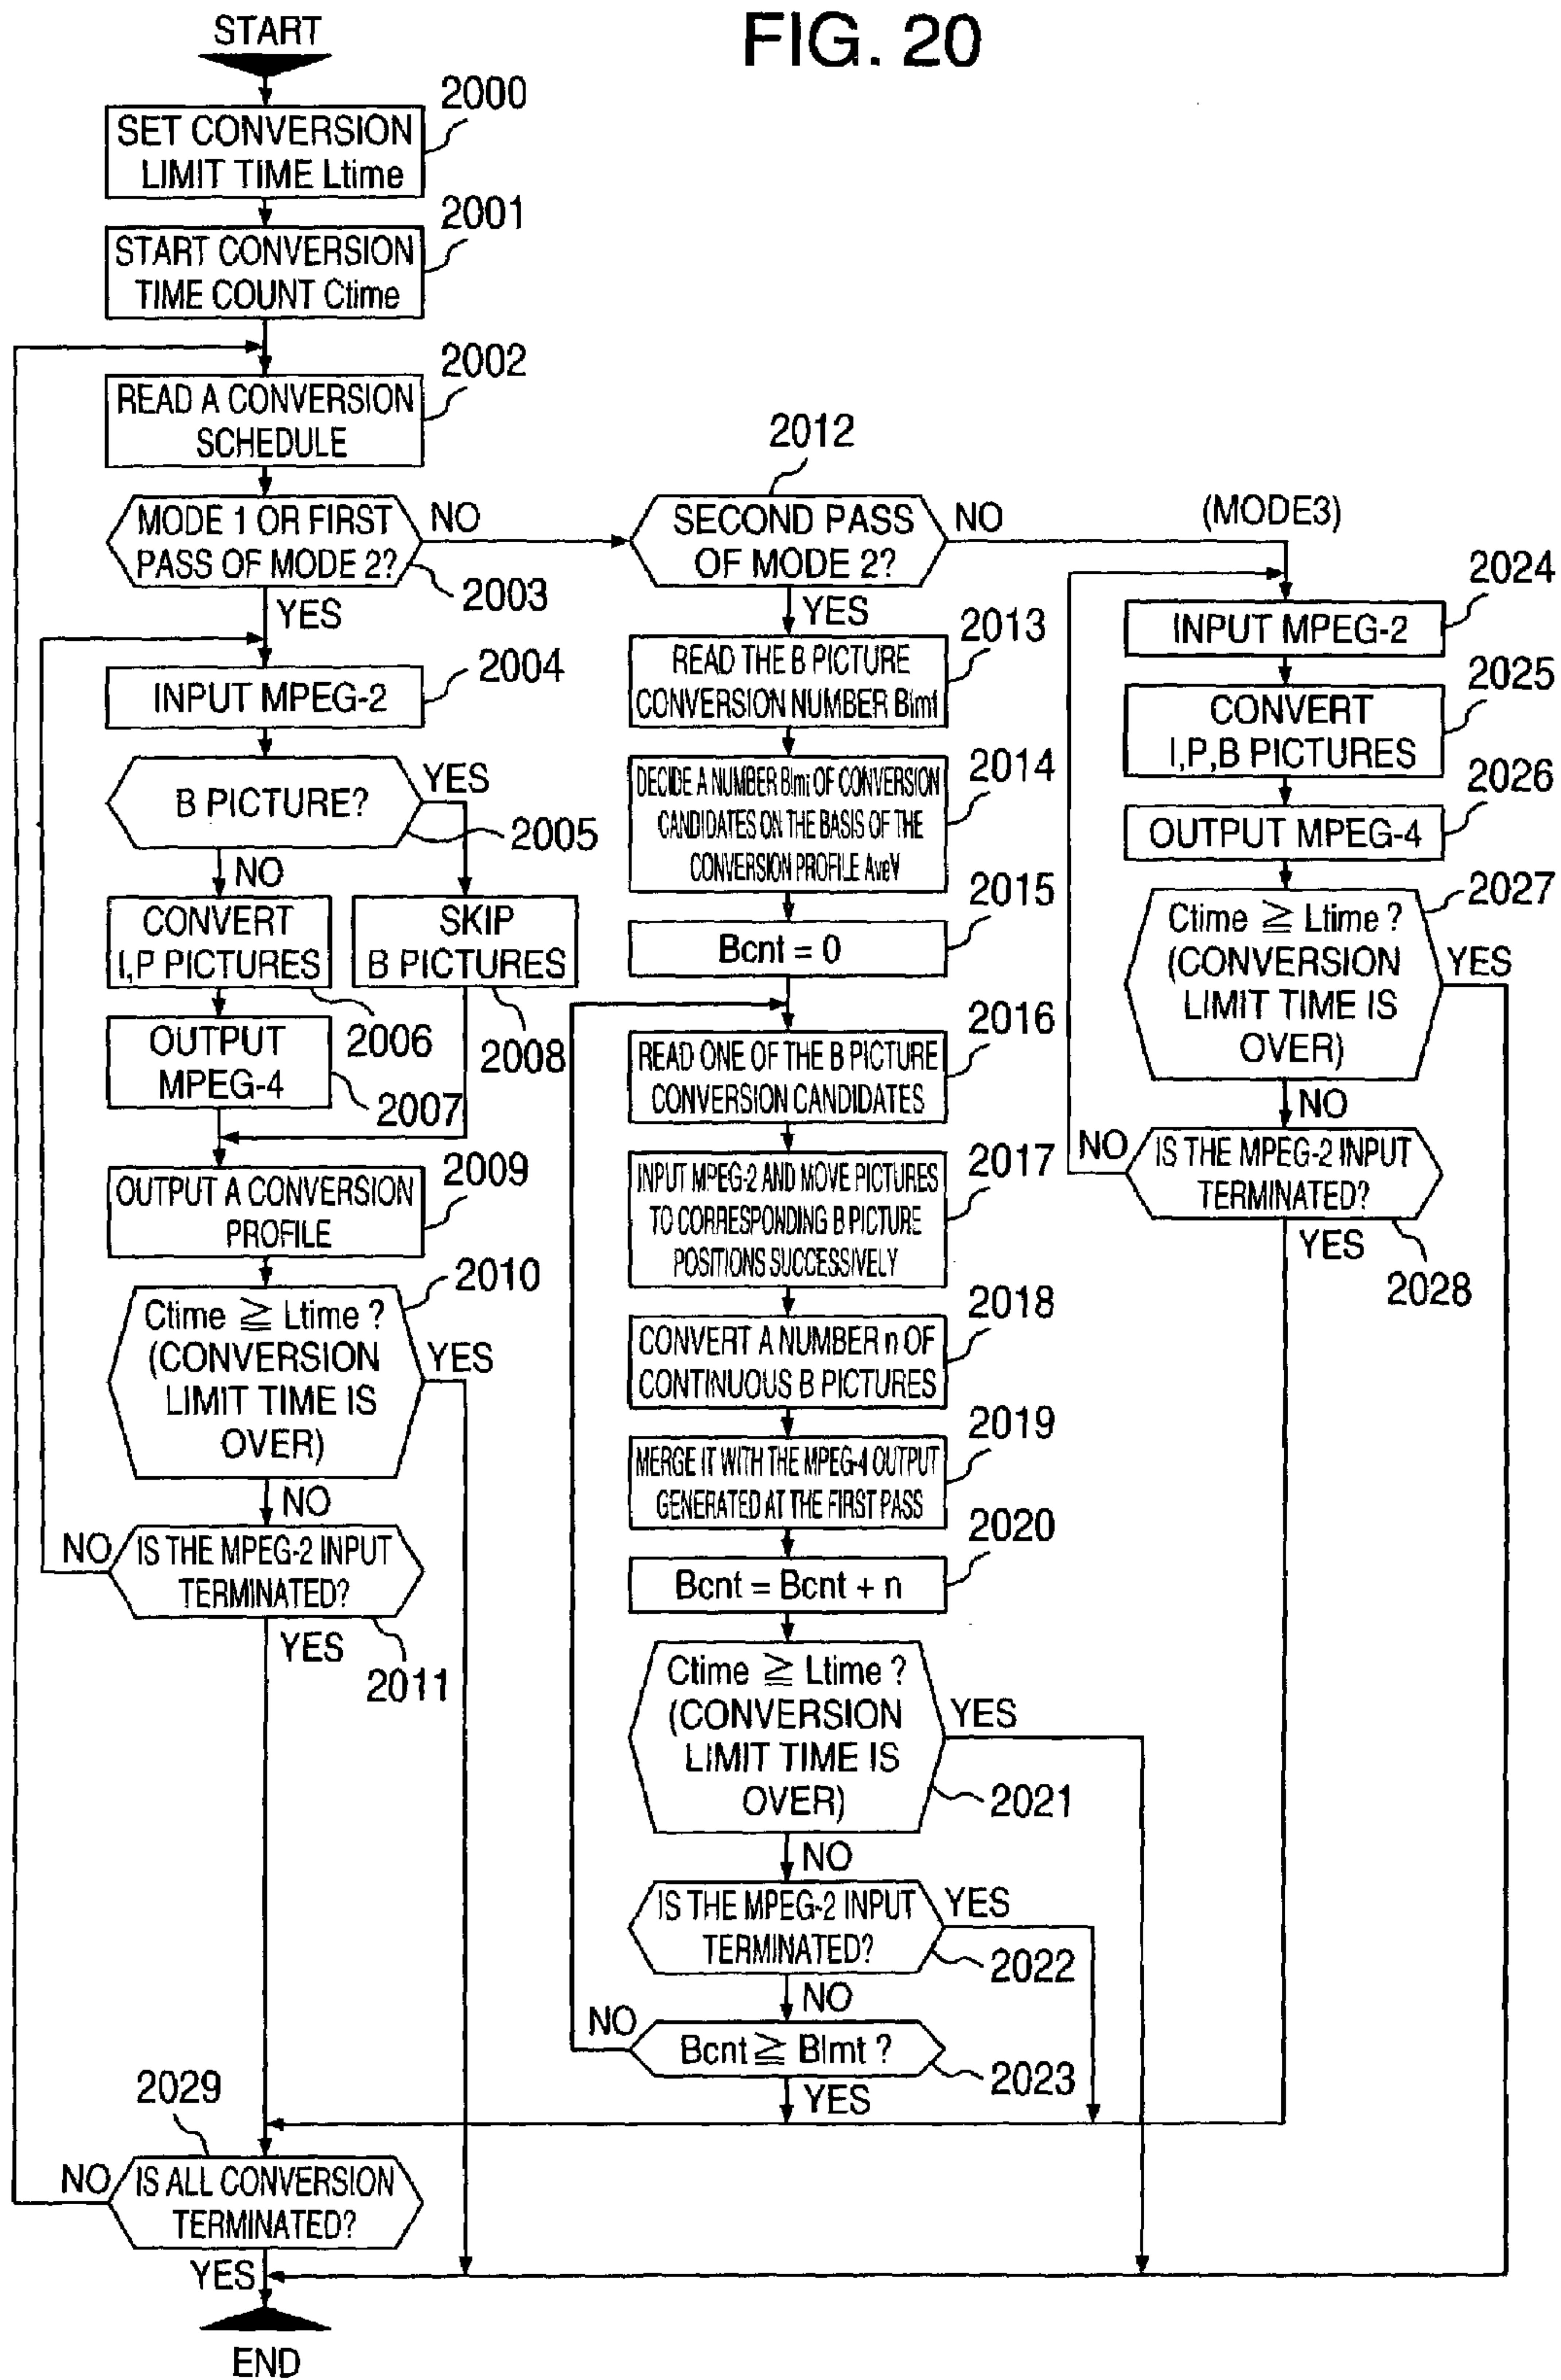 FIG. 20
START
2000
SET CONVERSION
LIMIT TIME Ltime
2001
START CONVERSION
TIME COUNT Ctime
2002
READ A CONVERSION
SCHEDULE
MODE 1 OR FIRST
PASS OF MODE 2?
NO
2003
YES
2004
INPUT MPEG-2
B PICTURE?
YES
2005
NO
CONVERT
I,P PICTURES
2006
SKIP
B PICTURES
2008
OUTPUT
MPEG-4
2007
2009
OUTPUT A CONVERSION
PROFILE
2010
Ctime ≧ Ltime ?
(CONVERSION
LIMIT TIME IS
OVER)
YES
NO
NO
IS THE MPEG-2 INPUT
TERMINATED?
YES
2011
2012
SECOND PASS
OF MODE 2?
NO
YES
2013
READ THE B PICTURE
CONVERSION NUMBER Blmt
2014
DECIDE A NUMBER Blmi OF CONVERSION
CANDIDATES ON THE BASIS OF THE
CONVERSION PROFILE AveV
2015
Bcnt = 0
2016
READ ONE OF THE B PICTURE
CONVERSION CANDIDATES
2017
INPUT MPEG-2 AND MOVE PICTURES
TO CORRESPONDING B PICTURE
POSITIONS SUCCESSIVELY
2018
CONVERT A NUMBER n OF
CONTINUOUS B PICTURES
2019
MERGE IT WITH THE MPEG-4 OUTPUT
GENERATED AT THE FIRST PASS
2020
Bcnt = Bcnt + n
Ctime ≧ Ltime ?
(CONVERSION
LIMIT TIME IS
OVER)
YES
2021
NO
IS THE MPEG-2 INPUT
TERMINATED?
YES
2022
NO
NO
Bcnt ≧ Blmt ?
2023
YES
(MODE3)
2024
INPUT MPEG-2
2025
CONVERT
I,P,B PICTURES
2026
OUTPUT MPEG-4
2027
Ctime ≧ Ltime ?
(CONVERSION
LIMIT TIME IS
OVER)
YES
NO
NO
IS THE MPEG-2 INPUT
TERMINATED?
YES
2028
2029
NO
IS ALL CONVERSION
TERMINATED?
YES
END